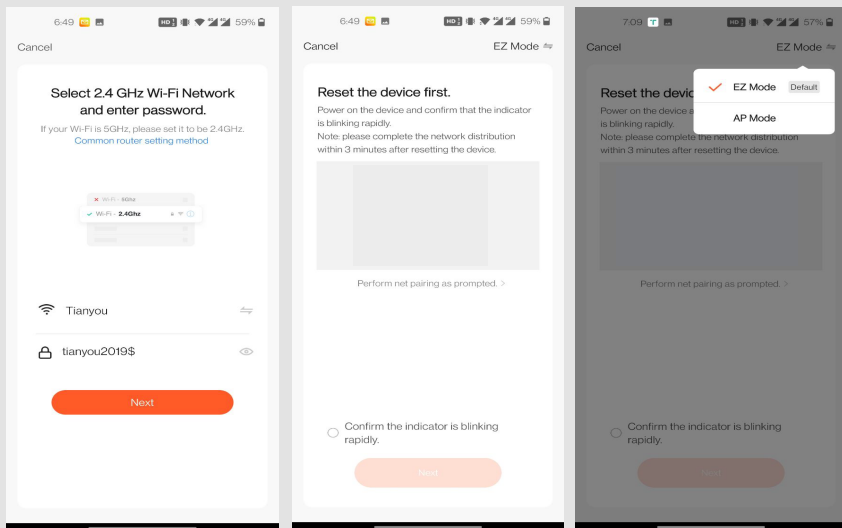 6:49
HD
4G
4G
59%
Cancel
Select 2.4 GHz Wi-Fi Network
and enter password.
If your Wi-Fi is 5GHz, please set it to be 2.4GHz.
Common router setting method
Wi-Fi - 5Ghz
Wi-Fi - 2.4Ghz
Tianyou
tianyou2019$
Next
6:49
HD
4G
4G
59%
Cancel
EZ Mode
Reset the device first.
Power on the device and confirm that the indicator
is blinking rapidly.
Note: please complete the network distribution
within 3 minutes after resetting the device.
Perform net pairing as prompted. >
Confirm the indicator is blinking
rapidly.
Next
7:09
T
HD
4G
4G
57%
Cancel
EZ Mode
EZ Mode Default
AP Mode
Reset the devic
Power on the device a
is blinking rapidly.
Note: please complete the network distribution
within 3 minutes after resetting the device.
Perform net pairing as prompted. >
Confirm the indicator is blinking
rapidly.
Next